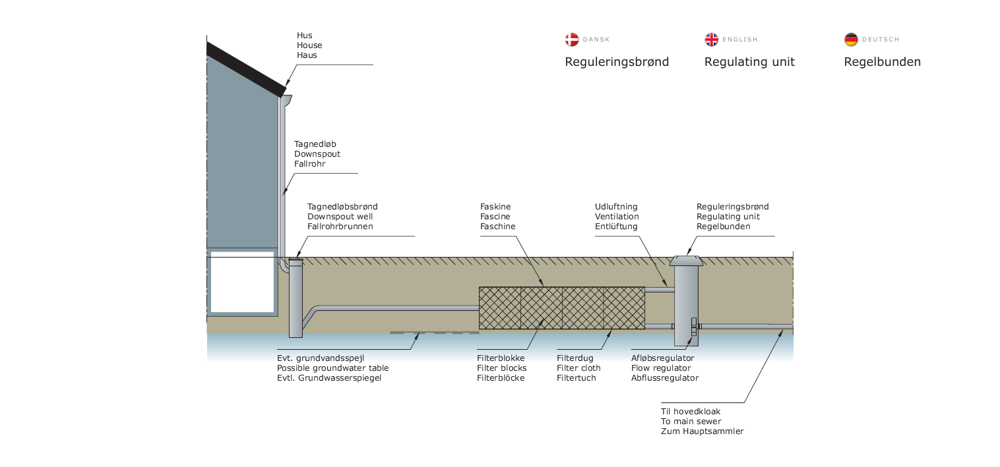 DANSK
ENGLISH
DEUTSCH
Reguleringsbrønd
Regulating unit
Regelbunden
Hus
House
Haus
Tagnedløb
Downspout
Fallrohr
Tagnedløbsbrønd
Downspout well
Fallrohrbrunnen
Faskine
Fascine
Faschine
Udluftning
Ventilation
Entlüftung
Reguleringsbrønd
Regulating unit
Regelbunden
Evt. grundvandsspejl
Possible groundwater table
Evtl. Grundwasserspiegel
Filterblokke
Filter blocks
Filterblöcke
Filterdug
Filter cloth
Filtertuch
Afløbsregulator
Flow regulator
Abflussregulator
Til hovedkloak
To main sewer
Zum Hauptsammler